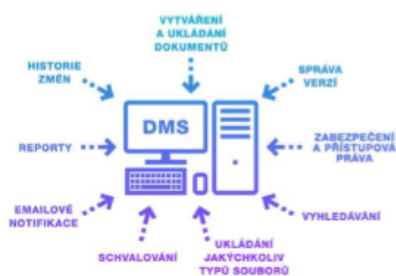 VYTVÁŘENÍ
A UKLÁDÁNÍ
DOKUMENTŮ
HISTORIE
ZMĚN
SPRÁVA
VERZÍ
DMS
REPORTY
ZABEZPEČENÍ
A PŘÍSTUPOVÁ
PRÁVA
EMAILOVÉ
NOTIFIKACE
VYHLEDÁVÁNÍ
SCHVALOVÁNÍ
UKLÁDÁNÍ
JAKÝCHKOLIV
TYPŮ SOUBORŮ